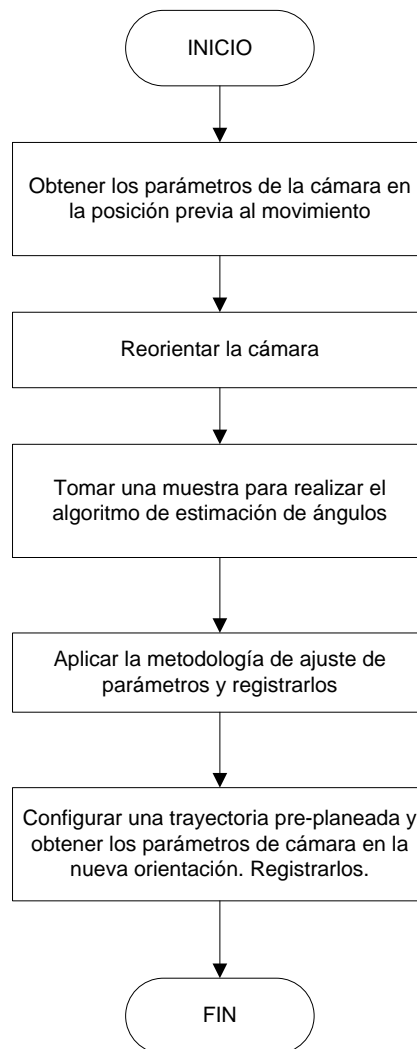 INICIO
Obtener los parámetros de la cámara en
la posición previa al movimiento
Reorientar la cámara
Tomar una muestra para realizar el
algoritmo de estimación de ángulos
Aplicar la metodología de ajuste de
parámetros y registrarlos
Configurar una trayectoria pre-planeada y
obtener los parámetros de cámara en la
nueva orientación. Registrarlos.
FIN